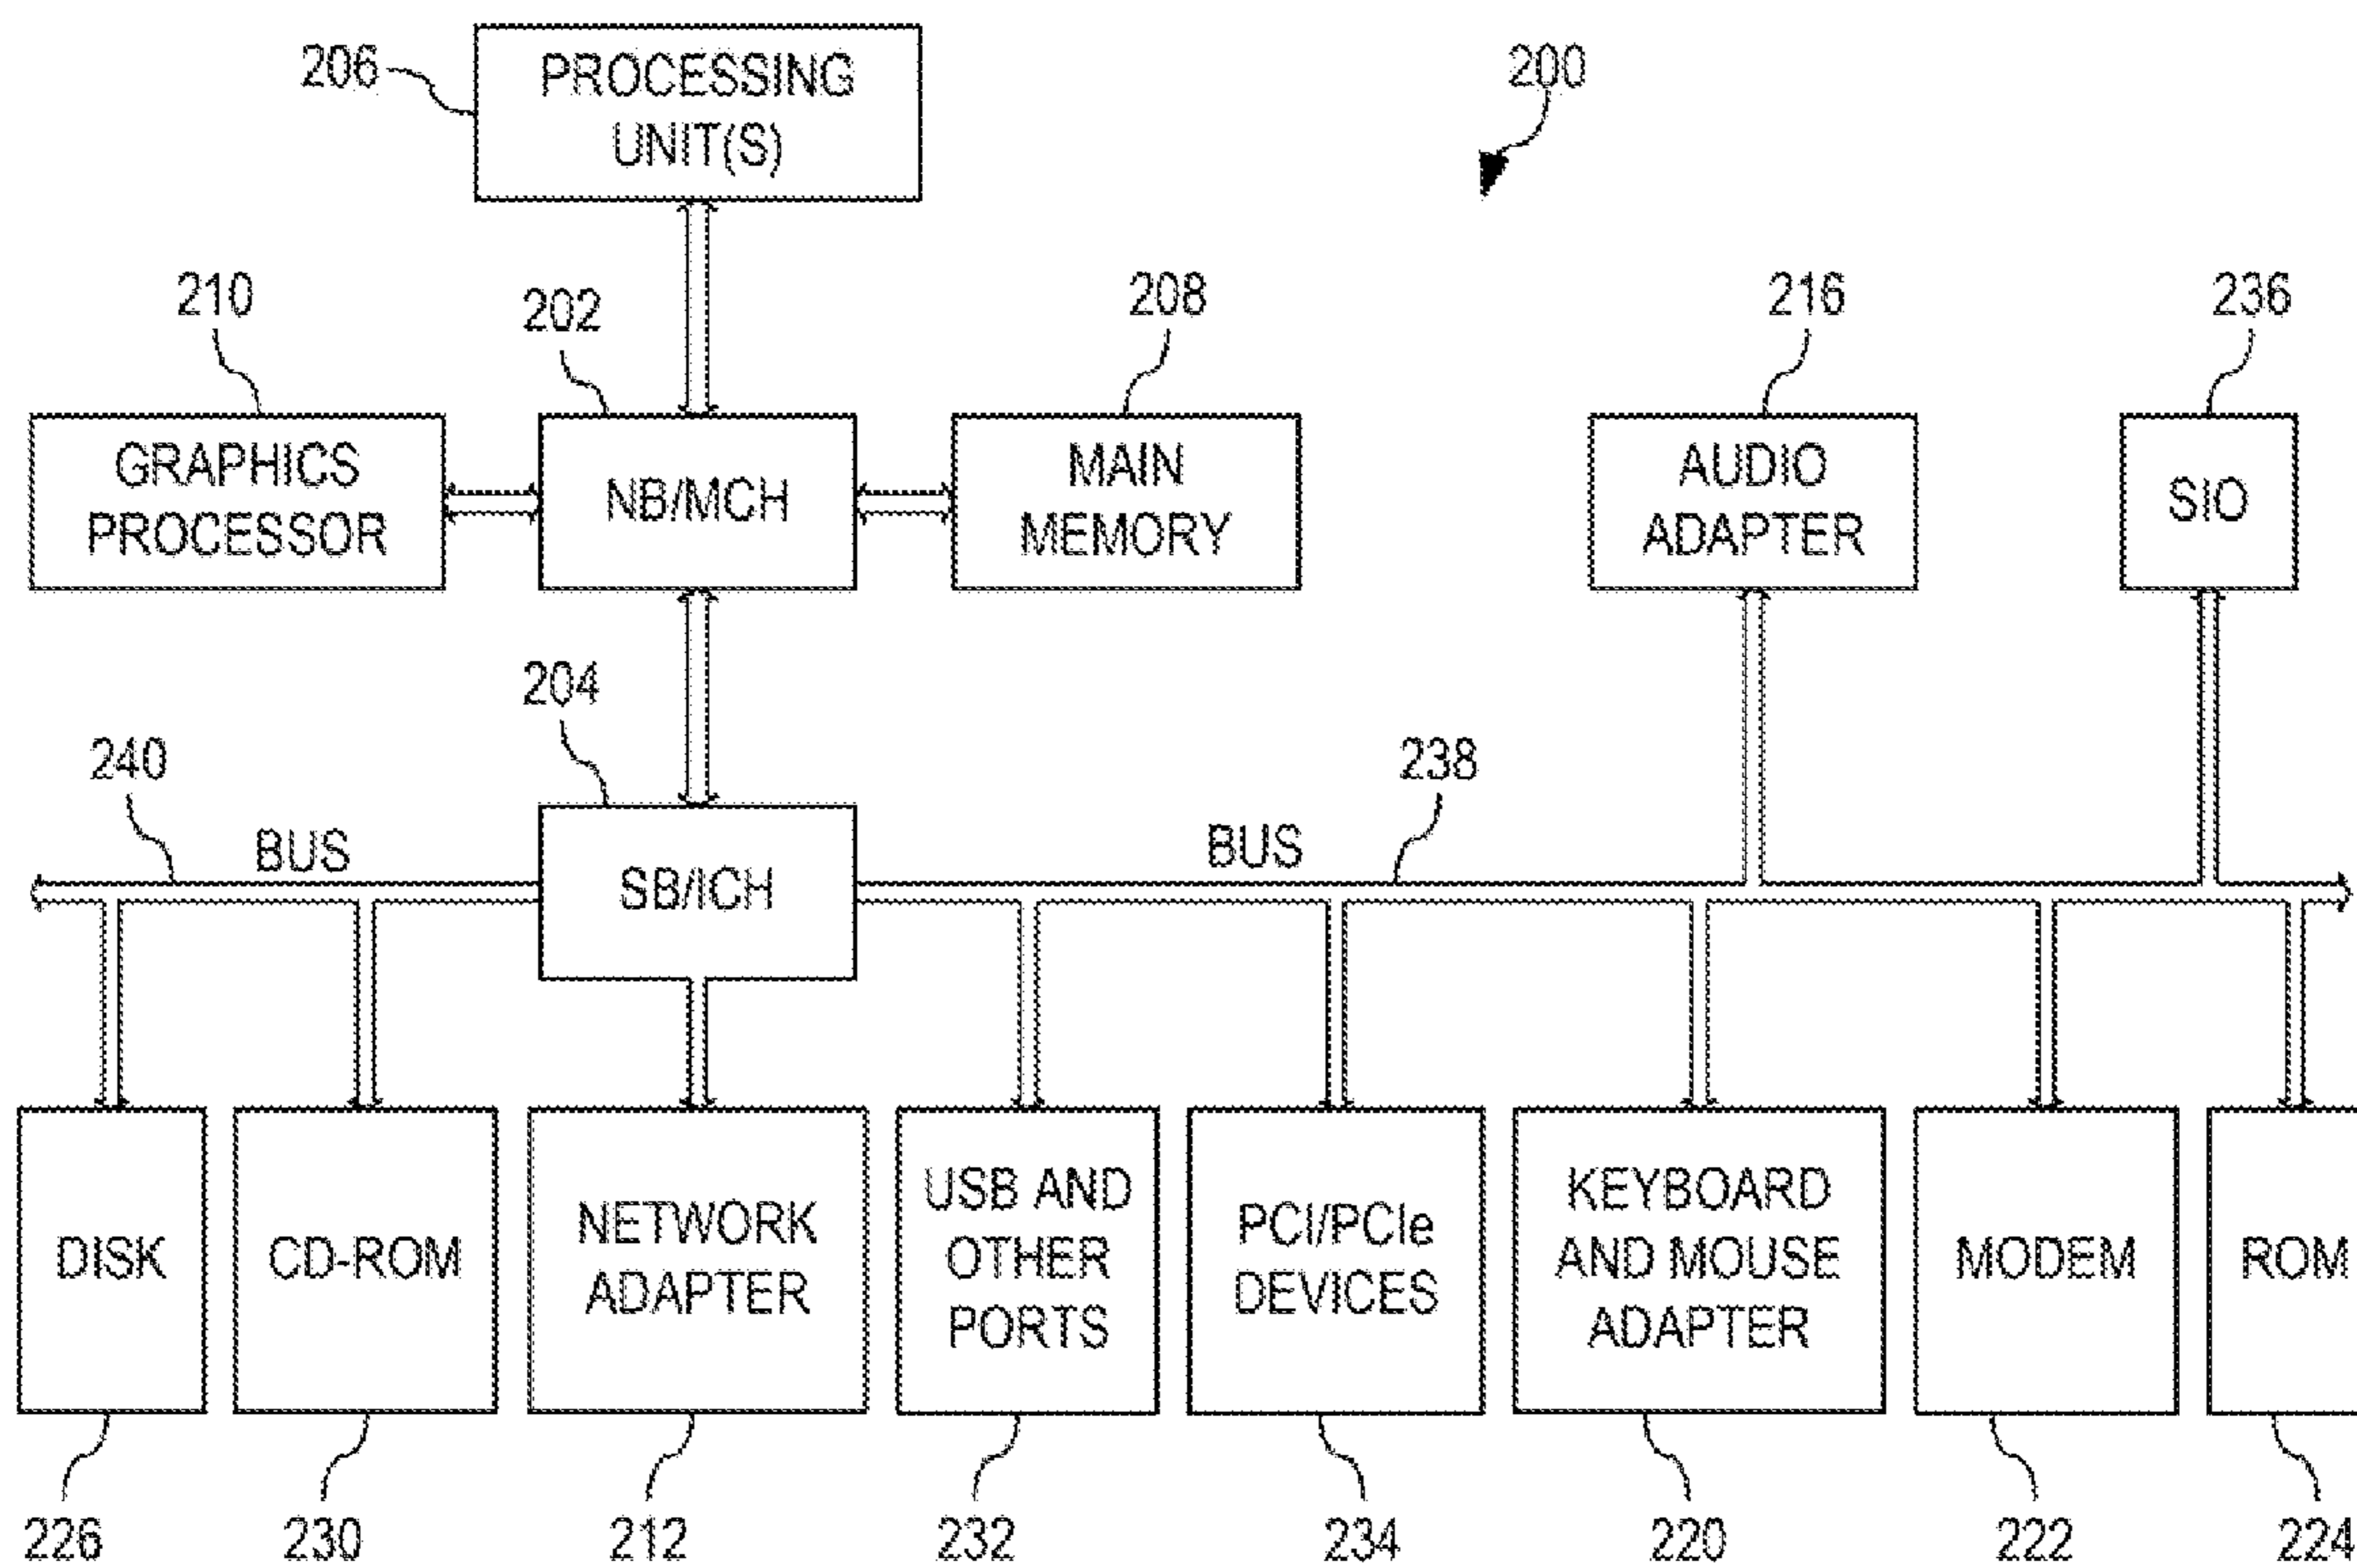 206
PROCESSING
UNIT(S)
200
210
202
208
216
236
GRAPHICS
PROCESSOR
NB/MCH
MAIN
MEMORY
AUDIO
ADAPTER
SIO
204
240
238
BUS
BUS
SB/ICH
DISK
CD-ROM
NETWORK
ADAPTER
USB AND
OTHER
PORTS
PCI/PCIe
DEVICES
KEYBOARD
AND MOUSE
ADAPTER
MODEM
ROM
226
230
212
232
234
220
222
224